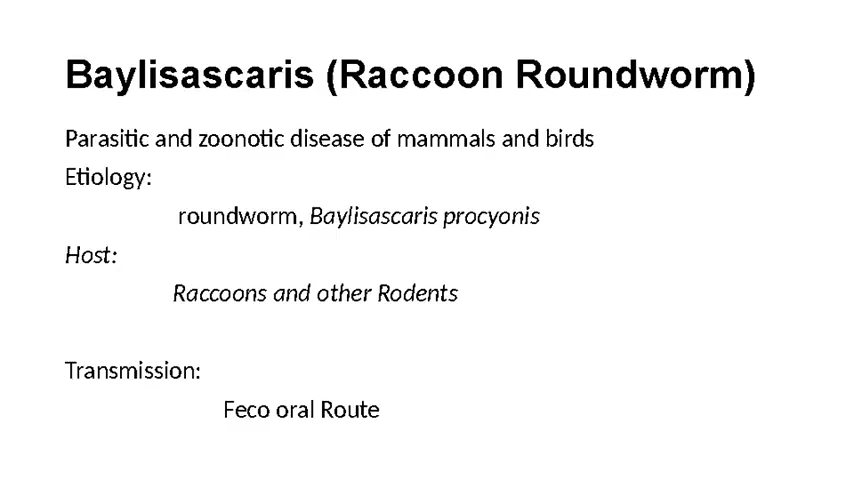 Baylisascaris (Raccoon Roundworm)
Parasitic and zoonotic disease of mammals and birds
Etiology:
roundworm, Baylisascaris procyonis
Host:
Raccoons and other Rodents
Transmission:
Feco oral Route